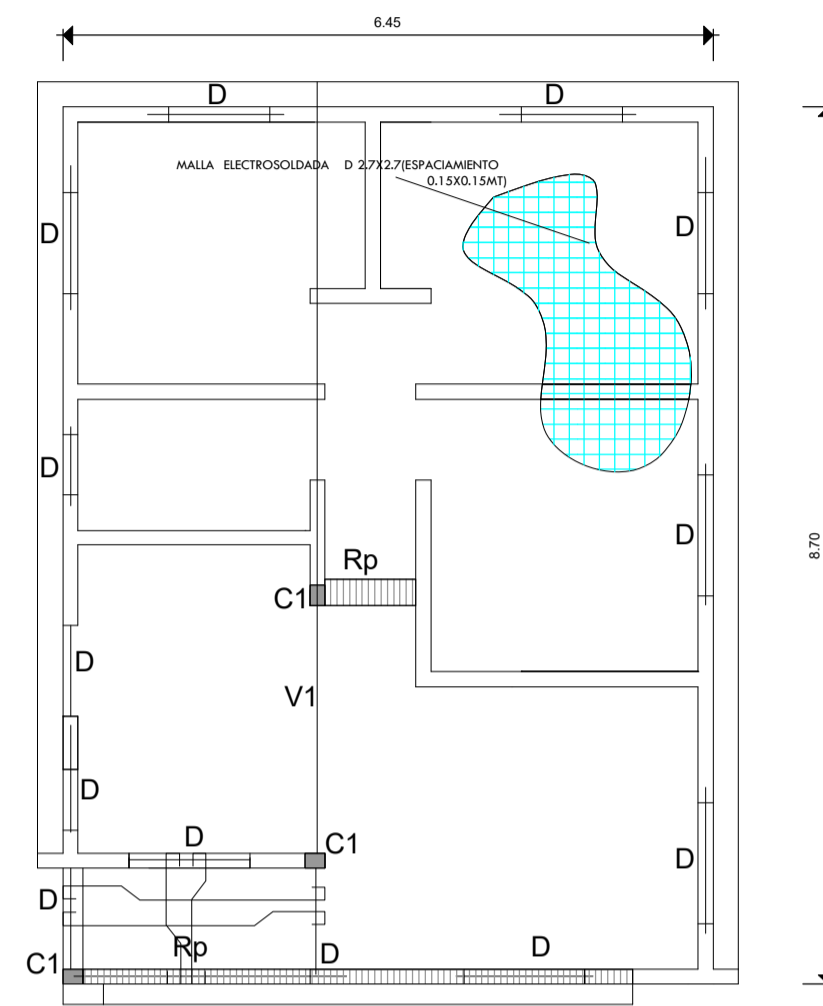 6.45
D D
MALLA ELECTROSOLDADA D 2.7X2.7(ESPACIAMIENTO
0.15X0.15MT)
D D
D
D
8.70
Rp
C1
D
V1
D
D
C1
D
D
Rp
D
D
C1